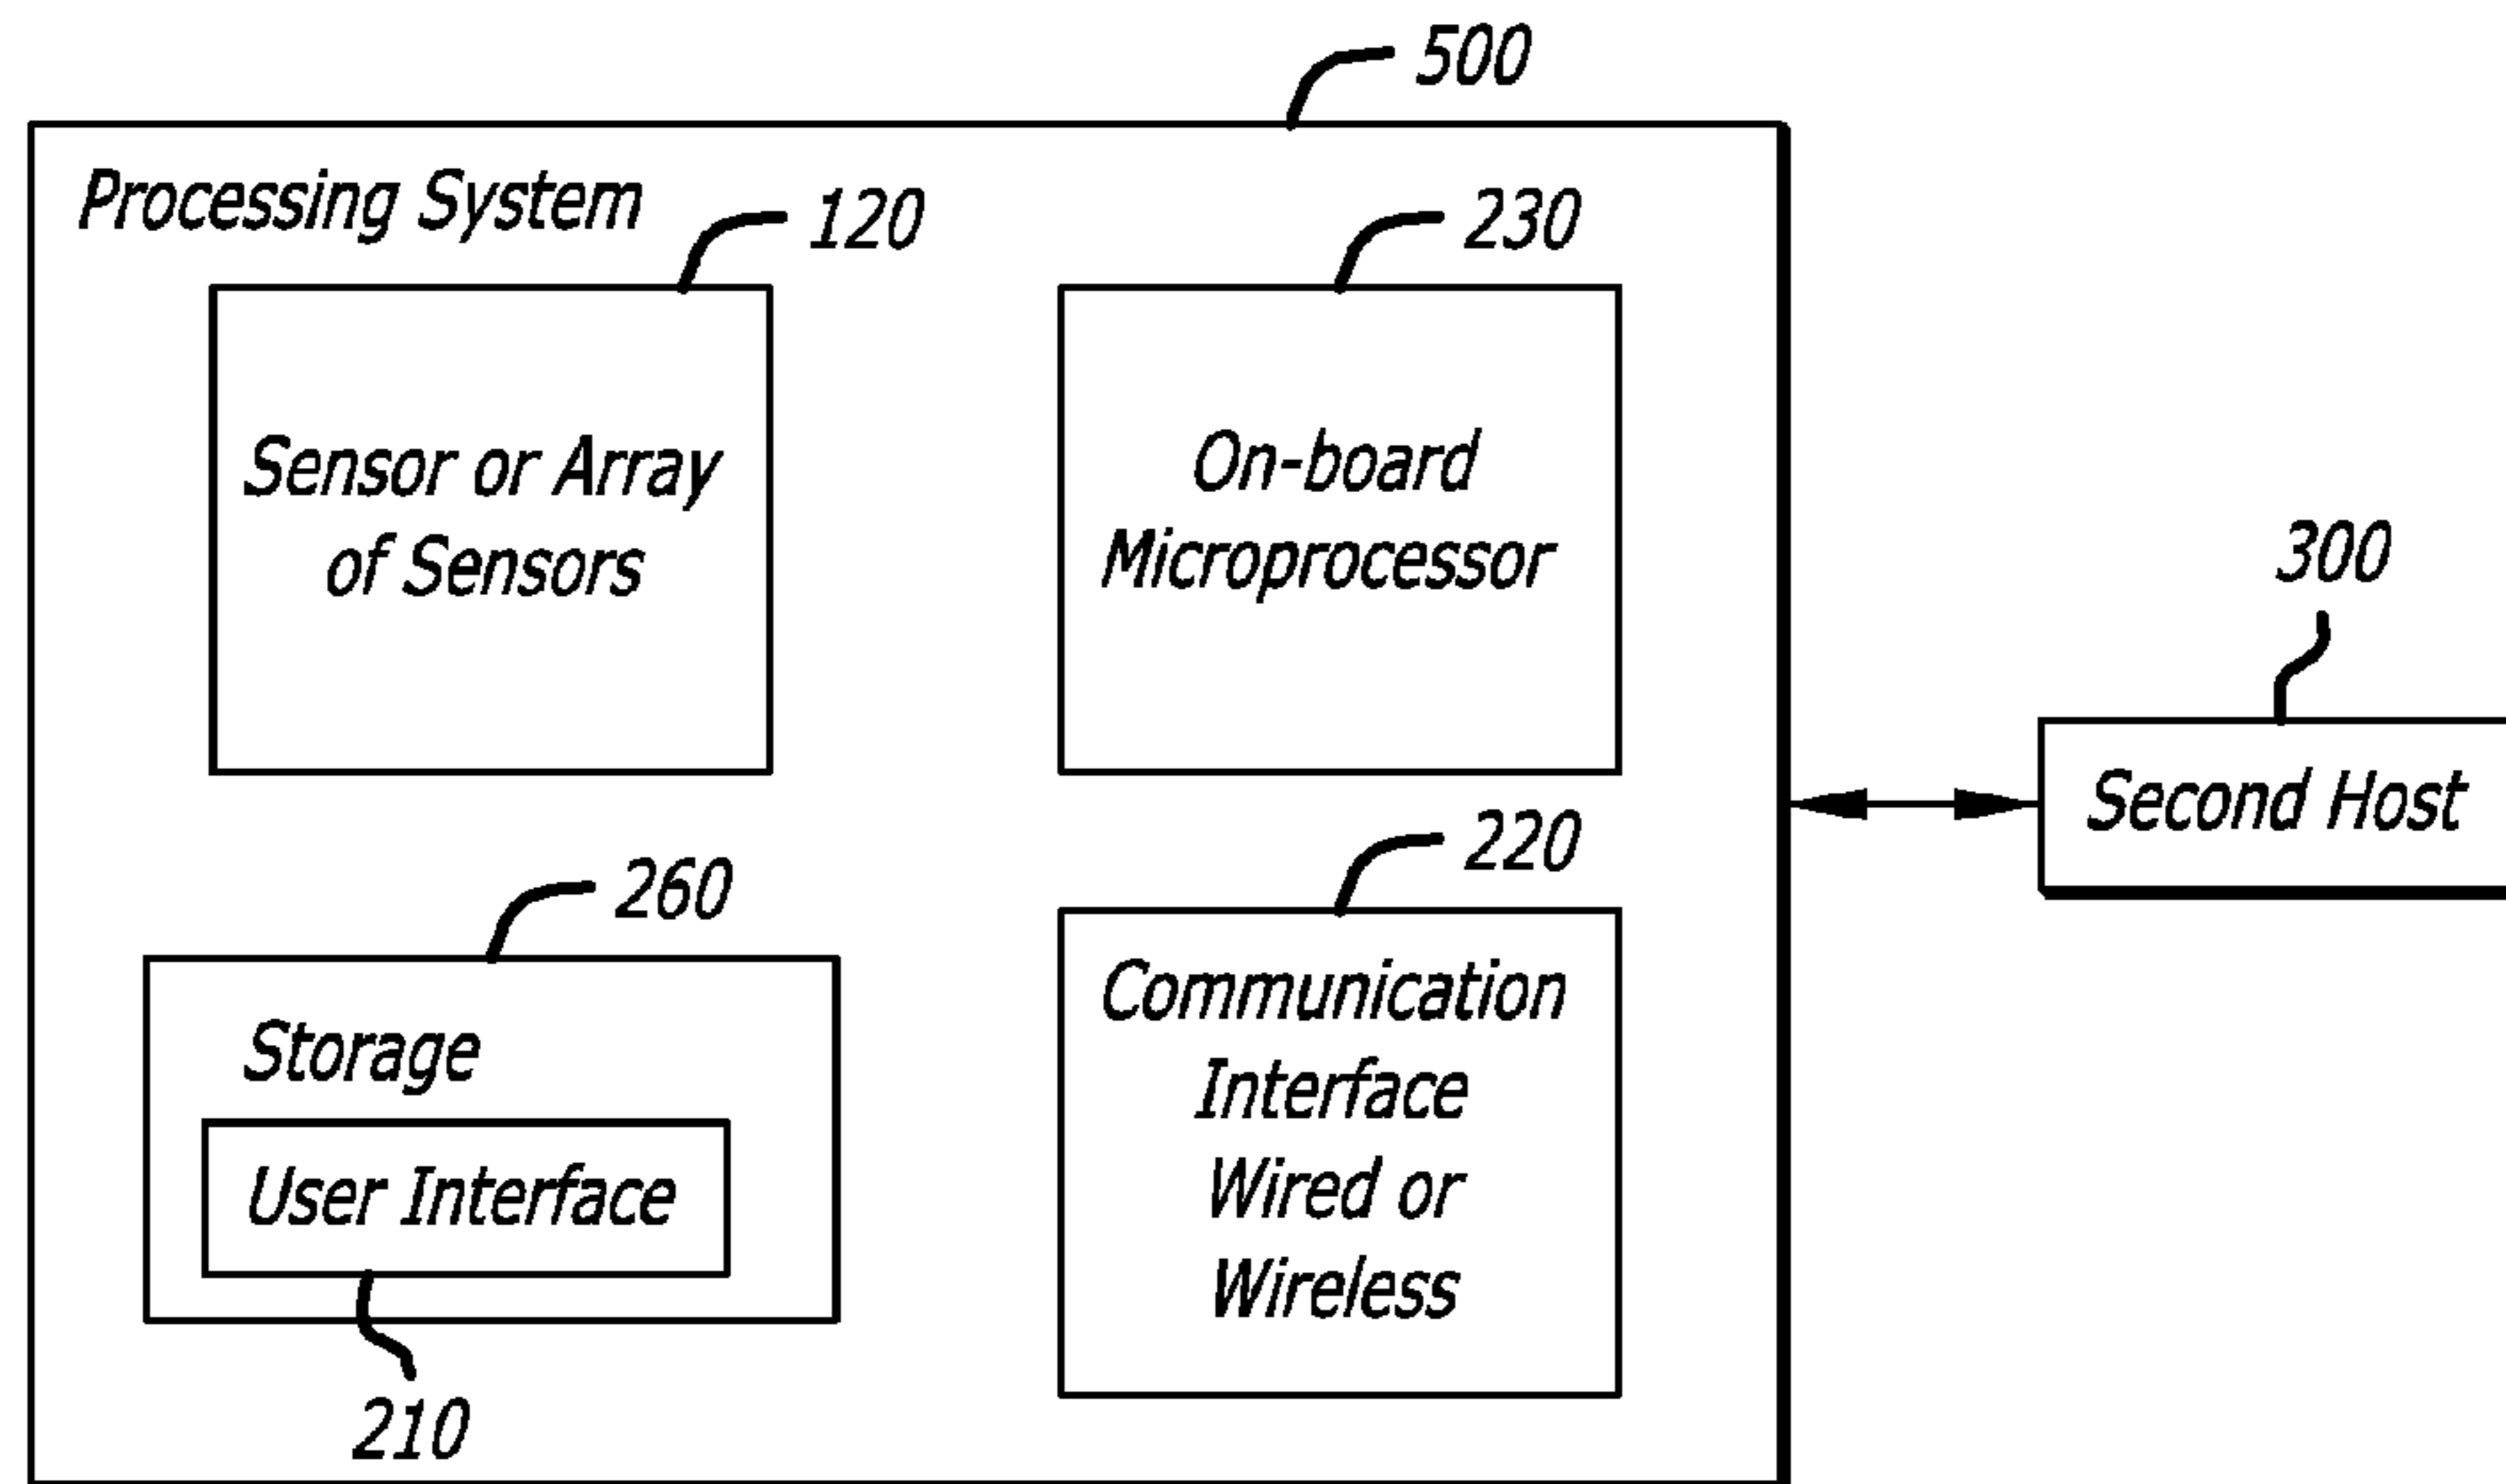 500
Processing System
120
230
Sensor or Array
of Sensors
On-board
Microprocessor
300
Second Host
260
220
Storage
User Interface
210
Communication
Interface
Wired or
Wireless